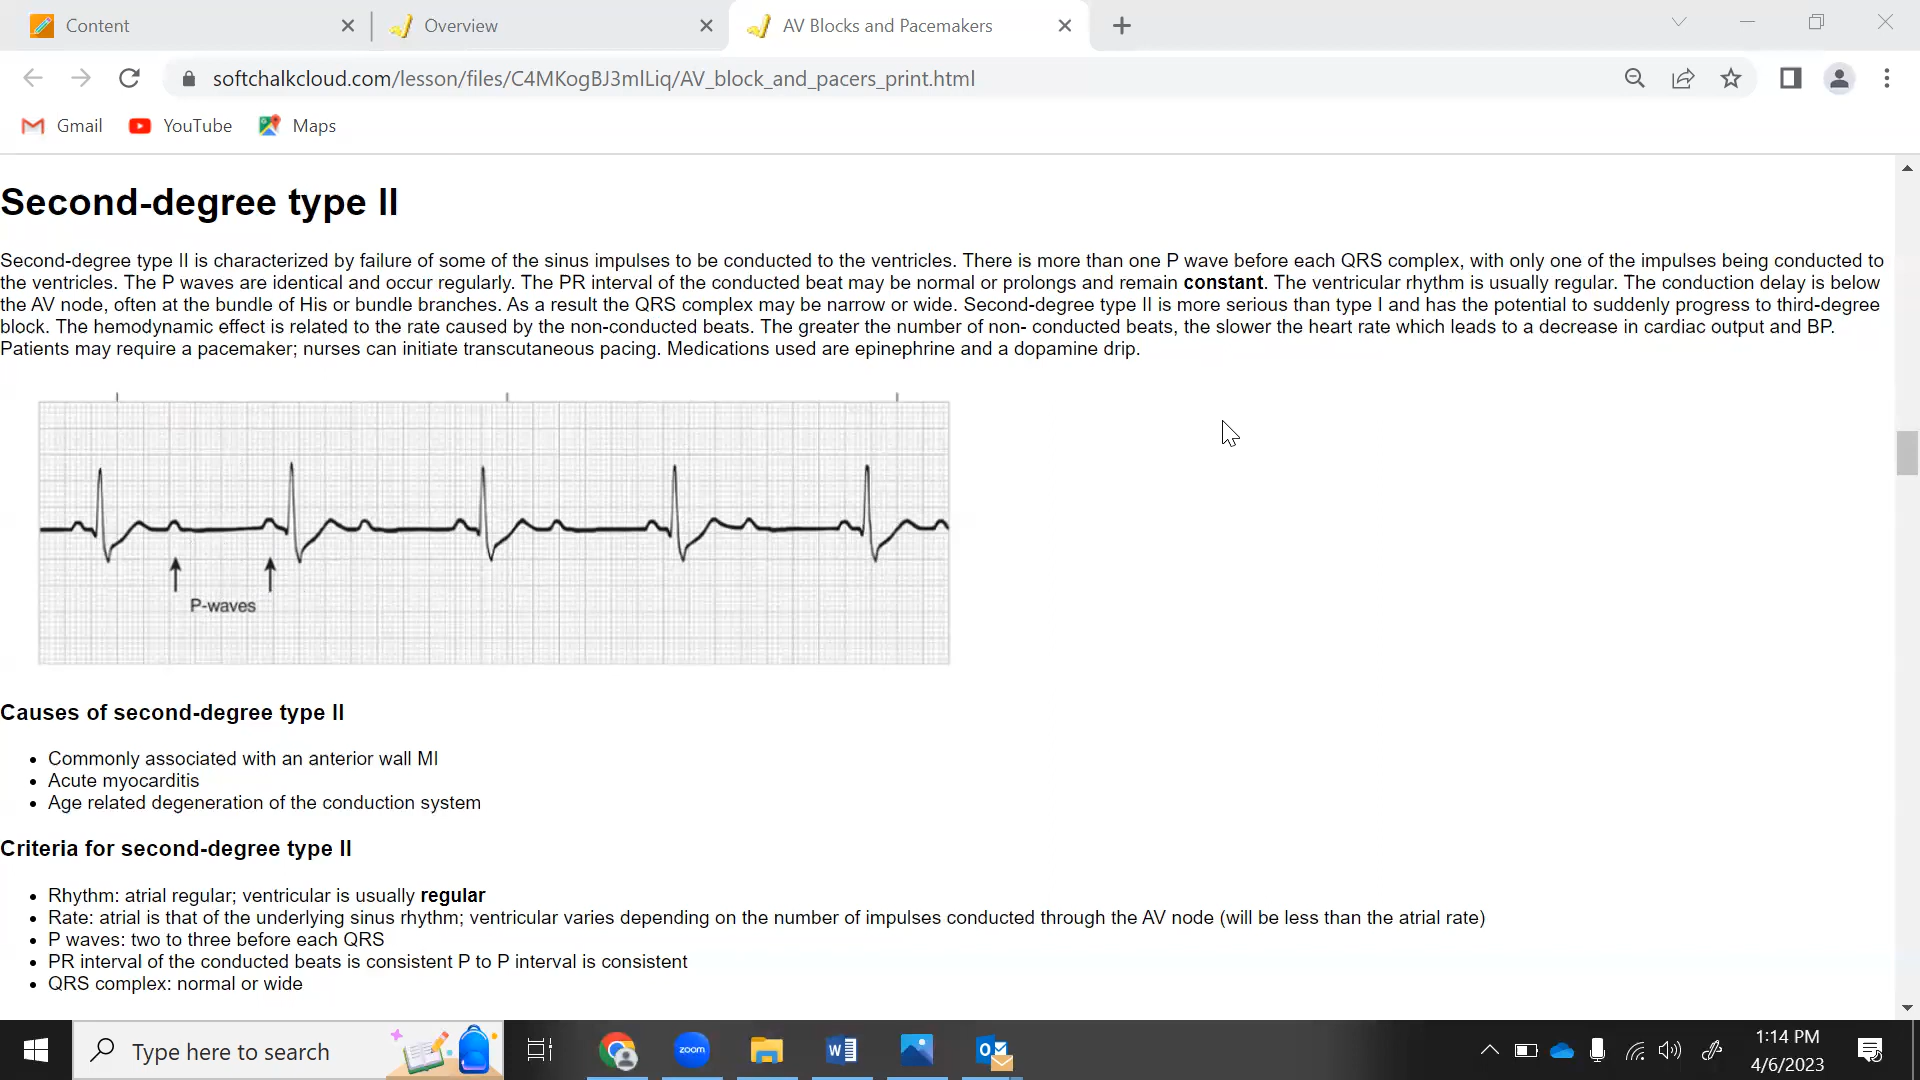 Content
Overview
AV Blocks and Pacemakers
softchalkcloud.com/lesson/files/C4MKogBJ3mlLiq/AV_block_and_pacers_print.html
Gmail
YouTube
Maps
Second-degree type II
Second-degree type II is characterized by failure of some of the sinus impulses to be conducted to the ventricles. There is more than one P wave before each QRS complex, with only one of the impulses being conducted to
the ventricles. The P waves are identical and occur regularly. The PR interval of the conducted beat may be normal or prolongs and remain constant. The ventricular rhythm is usually regular. The conduction delay is below
the AV node, often at the bundle of His or bundle branches. As a result the QRS complex may be narrow or wide. Second-degree type II is more serious than type I and has the potential to suddenly progress to third-degree
block. The hemodynamic effect is related to the rate caused by the non-conducted beats. The greater the number of non- conducted beats, the slower the heart rate which leads to a decrease in cardiac output and BP.
Patients may require a pacemaker; nurses can initiate transcutaneous pacing. Medications used are epinephrine and a dopamine drip.
P-waves
Causes of second-degree type II
• Commonly associated with an anterior wall MI
• Acute myocarditis
• Age related degeneration of the conduction system
Criteria for second-degree type II
• Rhythm: atrial regular; ventricular is usually regular
• Rate: atrial is that of the underlying sinus rhythm; ventricular varies depending on the number of impulses conducted through the AV node (will be less than the atrial rate)
• P waves: two to three before each QRS
• PR interval of the conducted beats is consistent P to P interval is consistent
• QRS complex: normal or wide
Type here to search
zoom
1:14 PM
4/6/2023